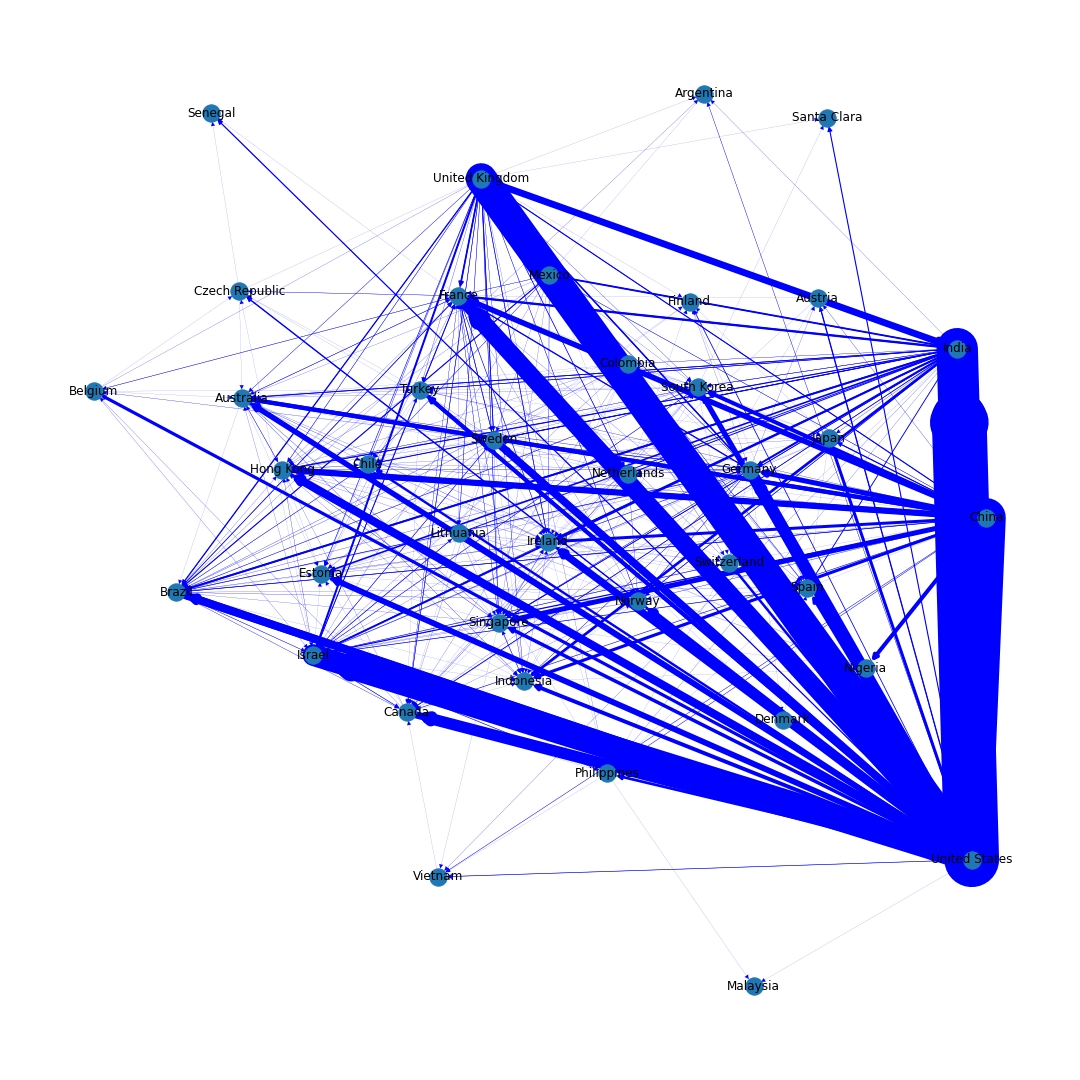 Argentina
Senegal
Santa Clara
United Kingdom
Mexico
Czech Republic
France
Finland
Austria
India
Colombia
Belgium
Turkey
South Korea
Australia
Sweden
Japan
Hong Kong
Chile
Netherlands
Germany
China
Lithuania
Ireland
Switzerland
Estonia
Brazil
Spain
Norway
Singapore
Israel
Nigeria
Indonesia
Canada
Denmark
Philippines
United States
Vietnam
Malaysia